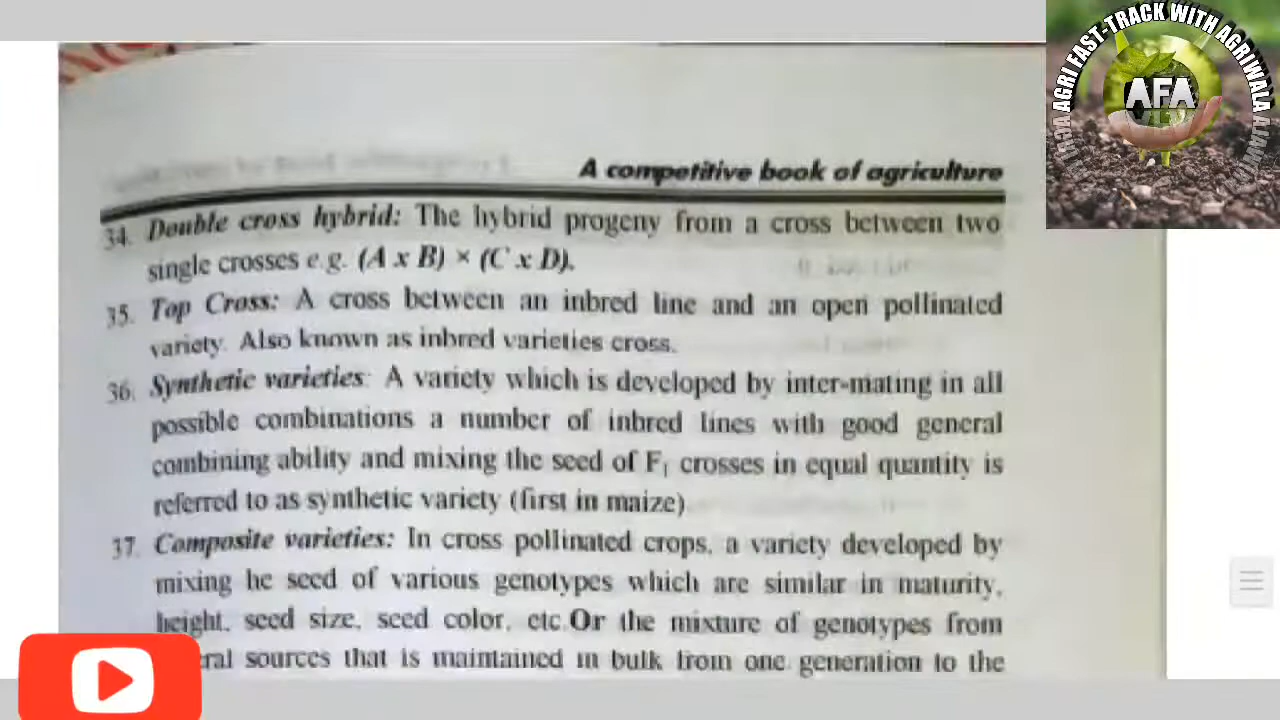 A competitive book of agriculture
34. Double cross hybrid: The hybrid progeny from a cross between two
single crosses e.g. (A x B) × (C x D).
35. Top Cross: A cross between an inbred line and an open pollinated
variety. Also known as inbred varieties cross.
36. Synthetic varieties: A variety which is developed by inter-mating in all
possible combinations a number of inbred lines with good general
combining ability and mixing the seed of F₁ crosses in equal quantity is
referred to as synthetic variety (first in maize).
37. Composite varieties: In cross pollinated crops, a variety developed by
mixing he seed of various genotypes which are similar in maturity,
height, seed size, seed color, etc.Or the mixture of genotypes from
sources that is maintained in bulk from one generation to the
AGRI FAST-TRACK WITH AGRIWALA
AFA